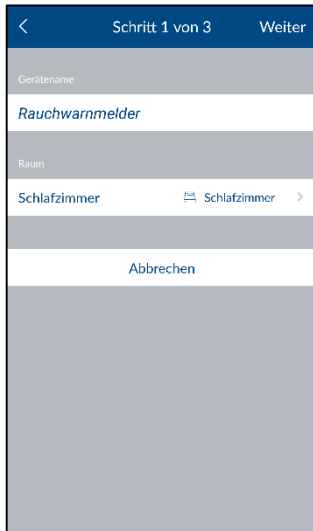 Schritt 1 von 3 Weiter
Gerätename
Rauchwarnmelder
Raum
Schlafzimmer Schlafzimmer
Abbrechen